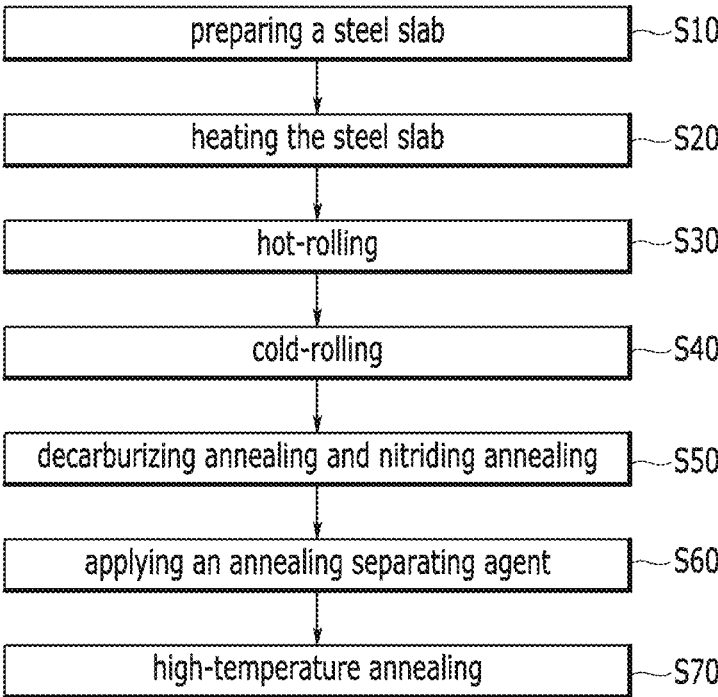 preparing a steel slab S10
heating the steel slab S20
hot-rolling S30
cold-rolling S40
decarburizing annealing and nitriding annealing S50
applying an annealing separating agent S60
high-temperature annealing S70